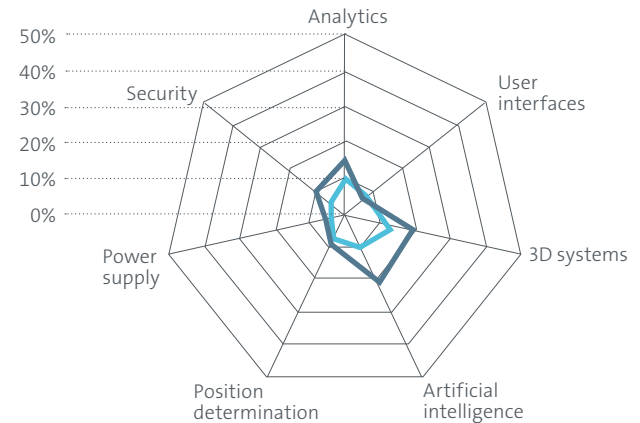 Analytics
50%
40%
30%
20%
10%
0%
Security
User
interfaces
3D systems
Power
supply
Position
determination
Artificial
intelligence